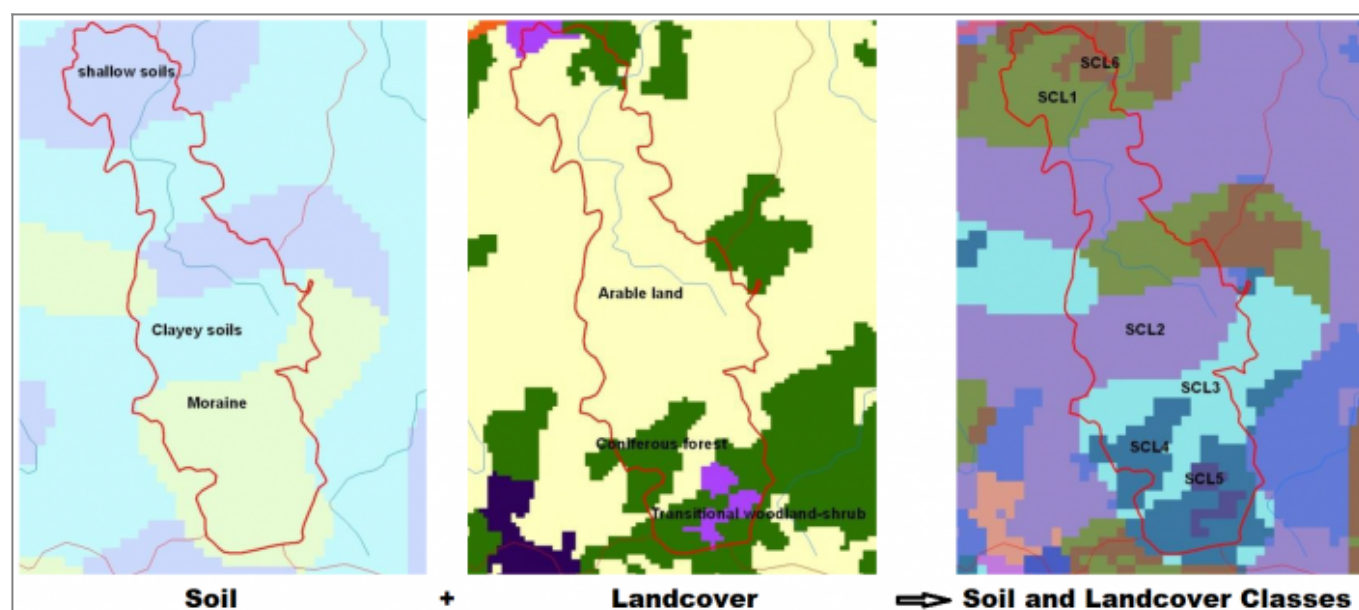 shallow soils
Clayey soils
Moraine
Arable land
Coniferous forest
Transitional woodland-shrub
SCL6
SCL1
SCL2
SCL3
SCL4
SCL5
Soil + Landcover ⇨ Soil and Landcover Classes